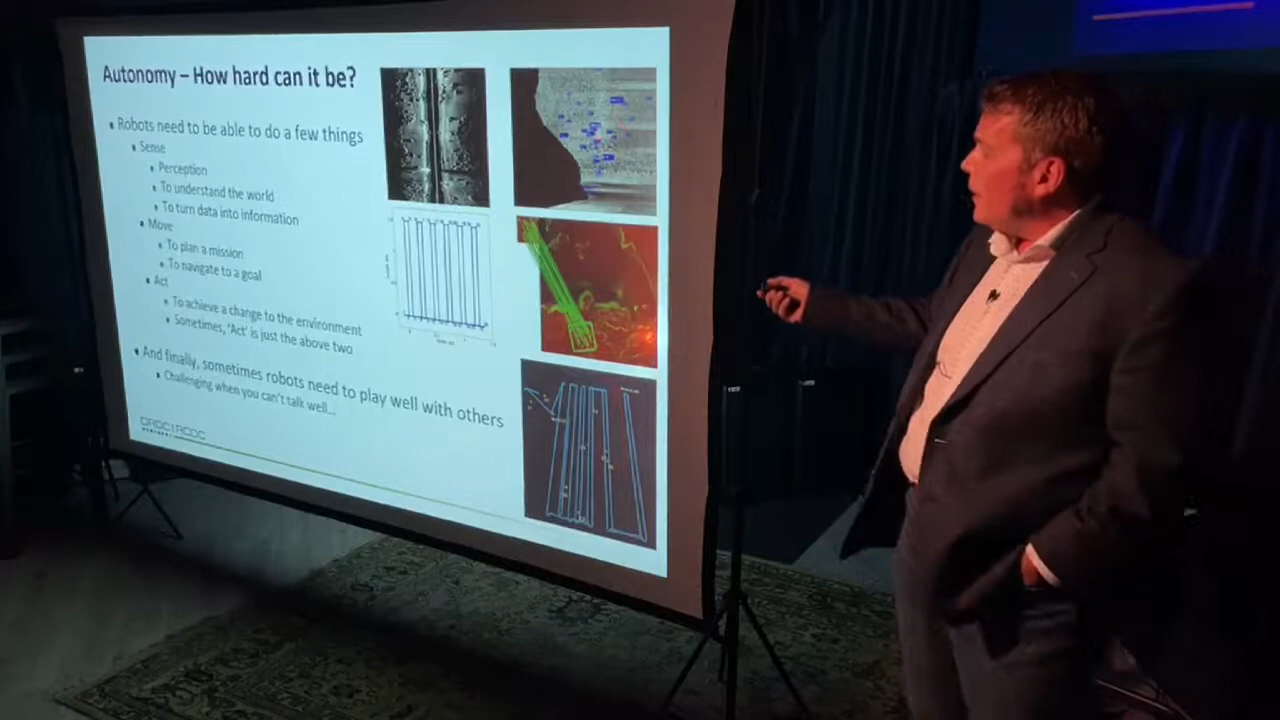 Autonomy – How hard can it be?
Robots need to be able to do a few things
Sense
Perception
To understand the world
To turn data into information
Move
To plan a mission
To navigate to a goal
Act
To achieve a change to the environment
Sometimes, 'Act' is just the above two
And finally, sometimes robots need to play well with others
Challenging when you can't talk well...